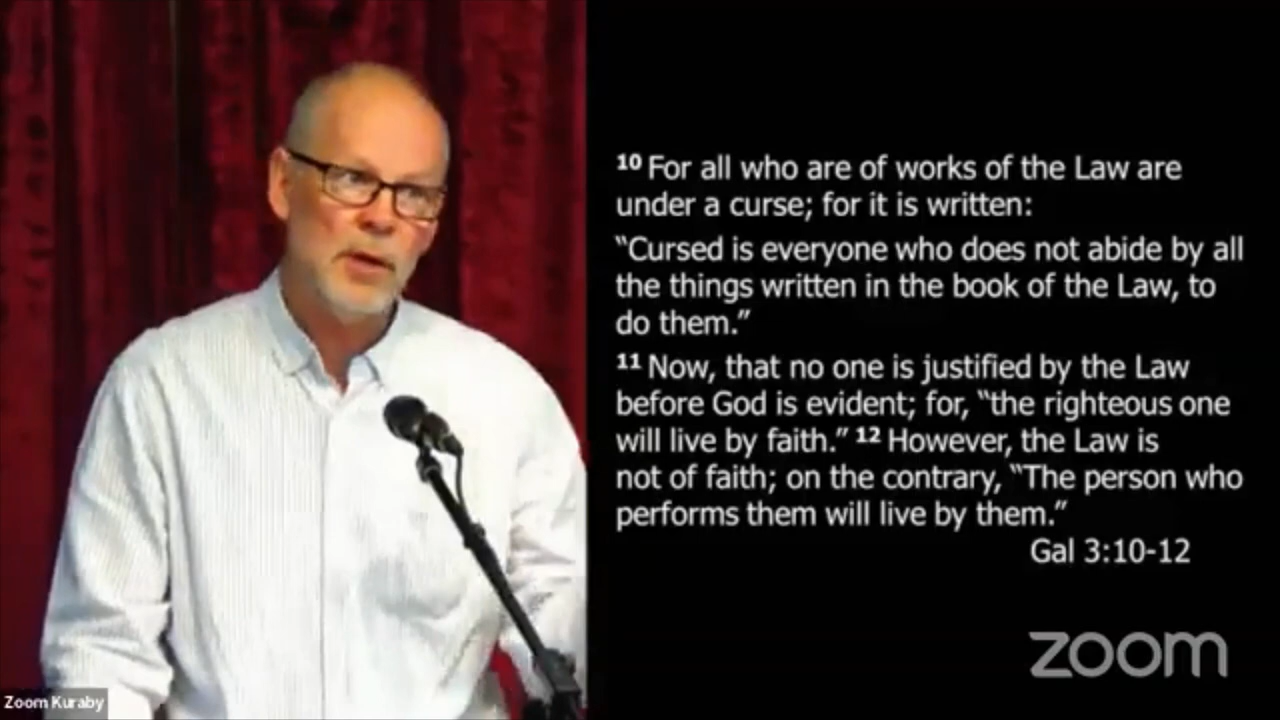 10 For all who are of works of the Law are
under a curse; for it is written:
“Cursed is everyone who does not abide by all
the things written in the book of the Law, to
do them.”
11 Now, that no one is justified by the Law
before God is evident; for, “the righteous one
will live by faith.” 12 However, the Law is
not of faith; on the contrary, “The person who
performs them will live by them.”
Gal 3:10-12
zoom
Zoom Kuraby